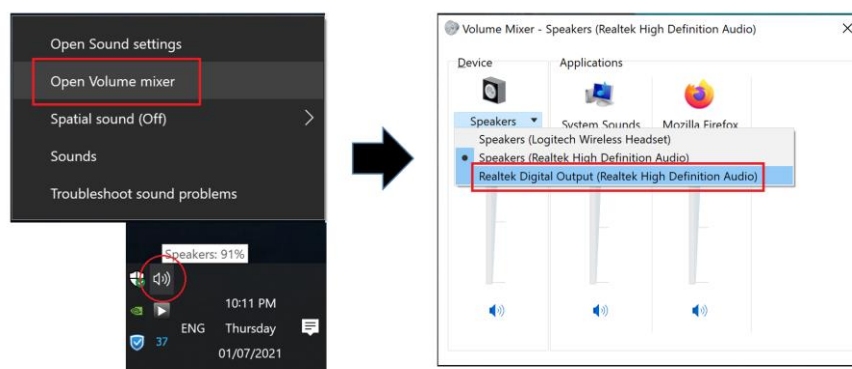 Open Sound settings
Open Volume mixer
Spatial sound (Off)
Sounds
Troubleshoot sound problems
Speakers: 91%
10:11 PM
ENG Thursday
37
01/07/2021
Volume Mixer - Speakers (Realtek High Definition Audio)
Device Applications
Speakers System Sounds Mozilla Firefox
Speakers (Logitech Wireless Headset)
Speakers (Realtek High Definition Audio)
Realtek Digital Output (Realtek High Definition Audio)